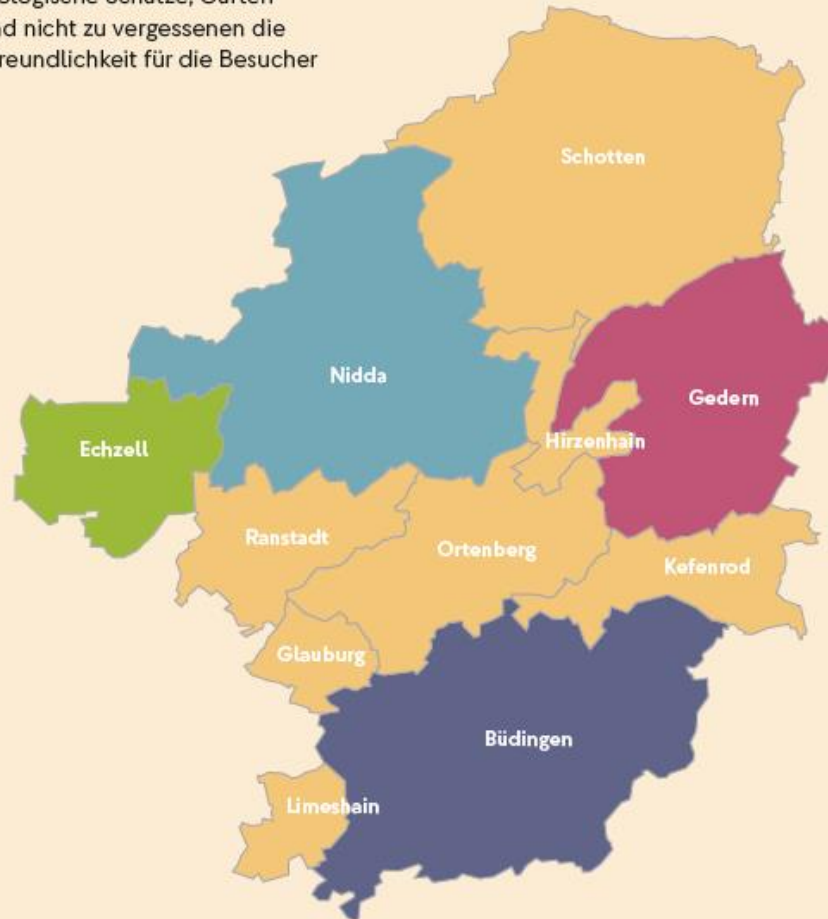 nd nicht zu vergessenen die
reundlichkeit für die Besucher
Schotten
Nidda
Gedern
Echzell
Hirzenhain
Ranstadt
Ortenberg
Kefenrod
Glauburg
Büdingen
Limeshain